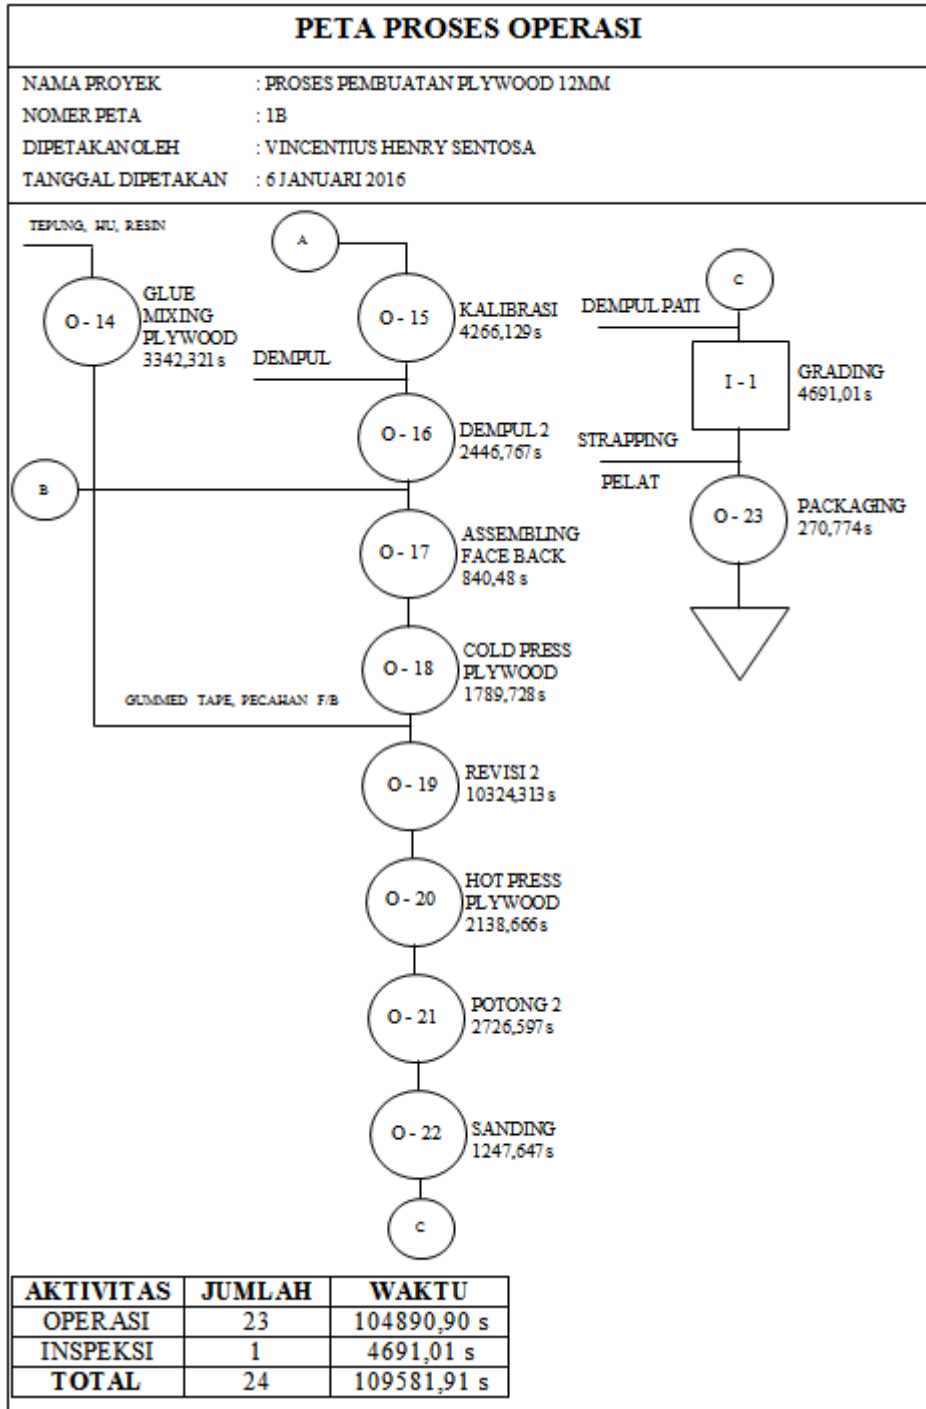 PETA PROSES OPERASI
NAMA PROYEK : PROSES PEMBUATAN PLYWOOD 12MM
NOMER PETA : 1B
DIPETAKAN OLEH : VINCENTIUS HENRY SENTOSA
TANGGAL DIPETAKAN : 6 JANUARI 2016
TEPUNG, HU, RESIN
O - 14
GLUE
MIXING
PLYWOOD
3342,321 s
B
A
O - 15
KALIBRASI
4266,129 s
DEMPUL
O - 16
DEMPUL 2
2446,767 s
O - 17
ASSEMBLING
FACE BACK
840,48 s
O - 18
COLD PRESS
PLYWOOD
1789,728 s
GUMMED TAPE, PECAHAN F/B
O - 19
REVISI 2
10324,313 s
O - 20
HOT PRESS
PLYWOOD
2138,666 s
O - 21
POTONG 2
2726,597 s
O - 22
SANDING
1247,647 s
C
C
DEMPUL PATI
I - 1
GRADING
4691,01 s
STRAPPING
PELAT
O - 23
PACKAGING
270,774 s
AKTIVITAS JUMLAH WAKTU
OPERASI 23 104890,90 s
INSPEKSI 1 4691,01 s
TOTAL 24 109581,91 s